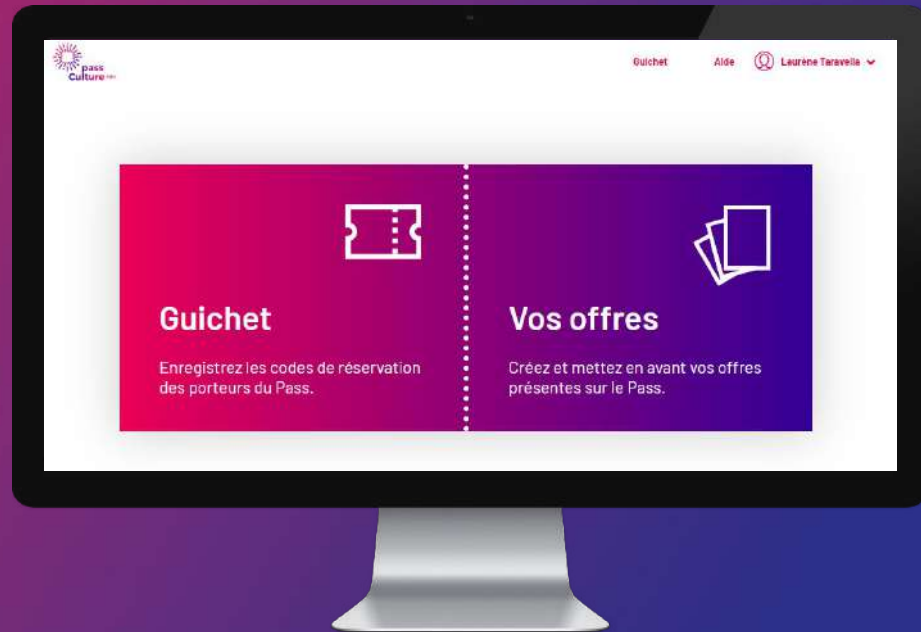 pass
Culture
Guichet
Aide
Laurène Taravella
Guichet
Vos offres
Enregistrez les codes de réservation
des porteurs du Pass.
Créez et mettez en avant vos offres
présentes sur le Pass.